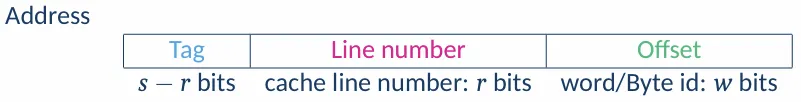 Address
Tag Line number Offset
s − r bits cache line number: r bits word/Byte id: w bits